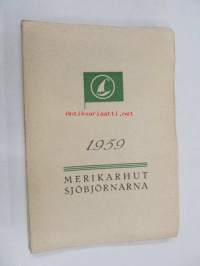 1959
MERIKARHUT
SJÖBJÖRNARNA
Antikvariaatti.net